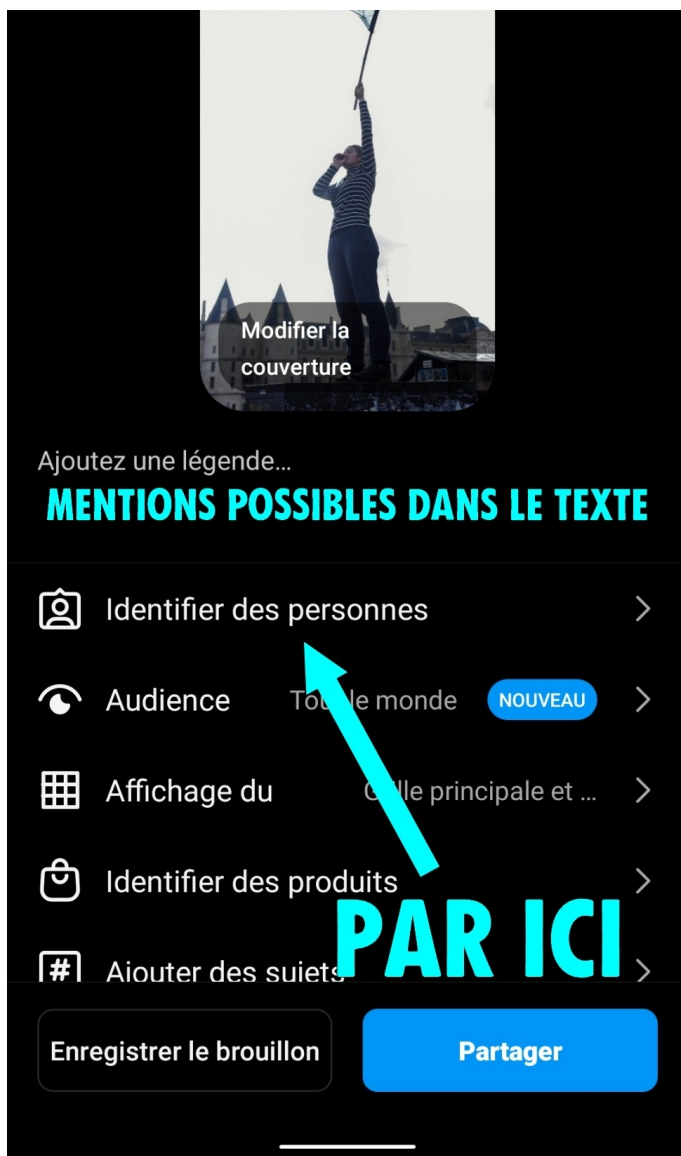 Modifier la
couverture
Ajoutez une légende...
MENTIONS POSSIBLES DANS LE TEXTE
Identifier des personnes
Audience Tout le monde NOUVEAU
Affichage du Grille principale et ...
Identifier des produits
PAR ICI
Ajouter des sujets
Enregistrer le brouillon Partager